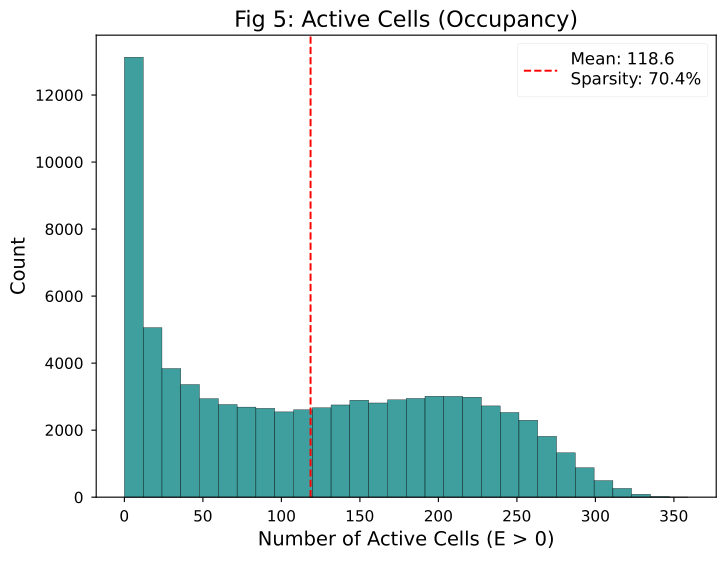 Fig 5: Active Cells (Occupancy)
Mean: 118.6
Sparsity: 70.4%
Count
12000
10000
8000
6000
4000
2000
0
0 50 100 150 200 250 300 350
Number of Active Cells (E > 0)